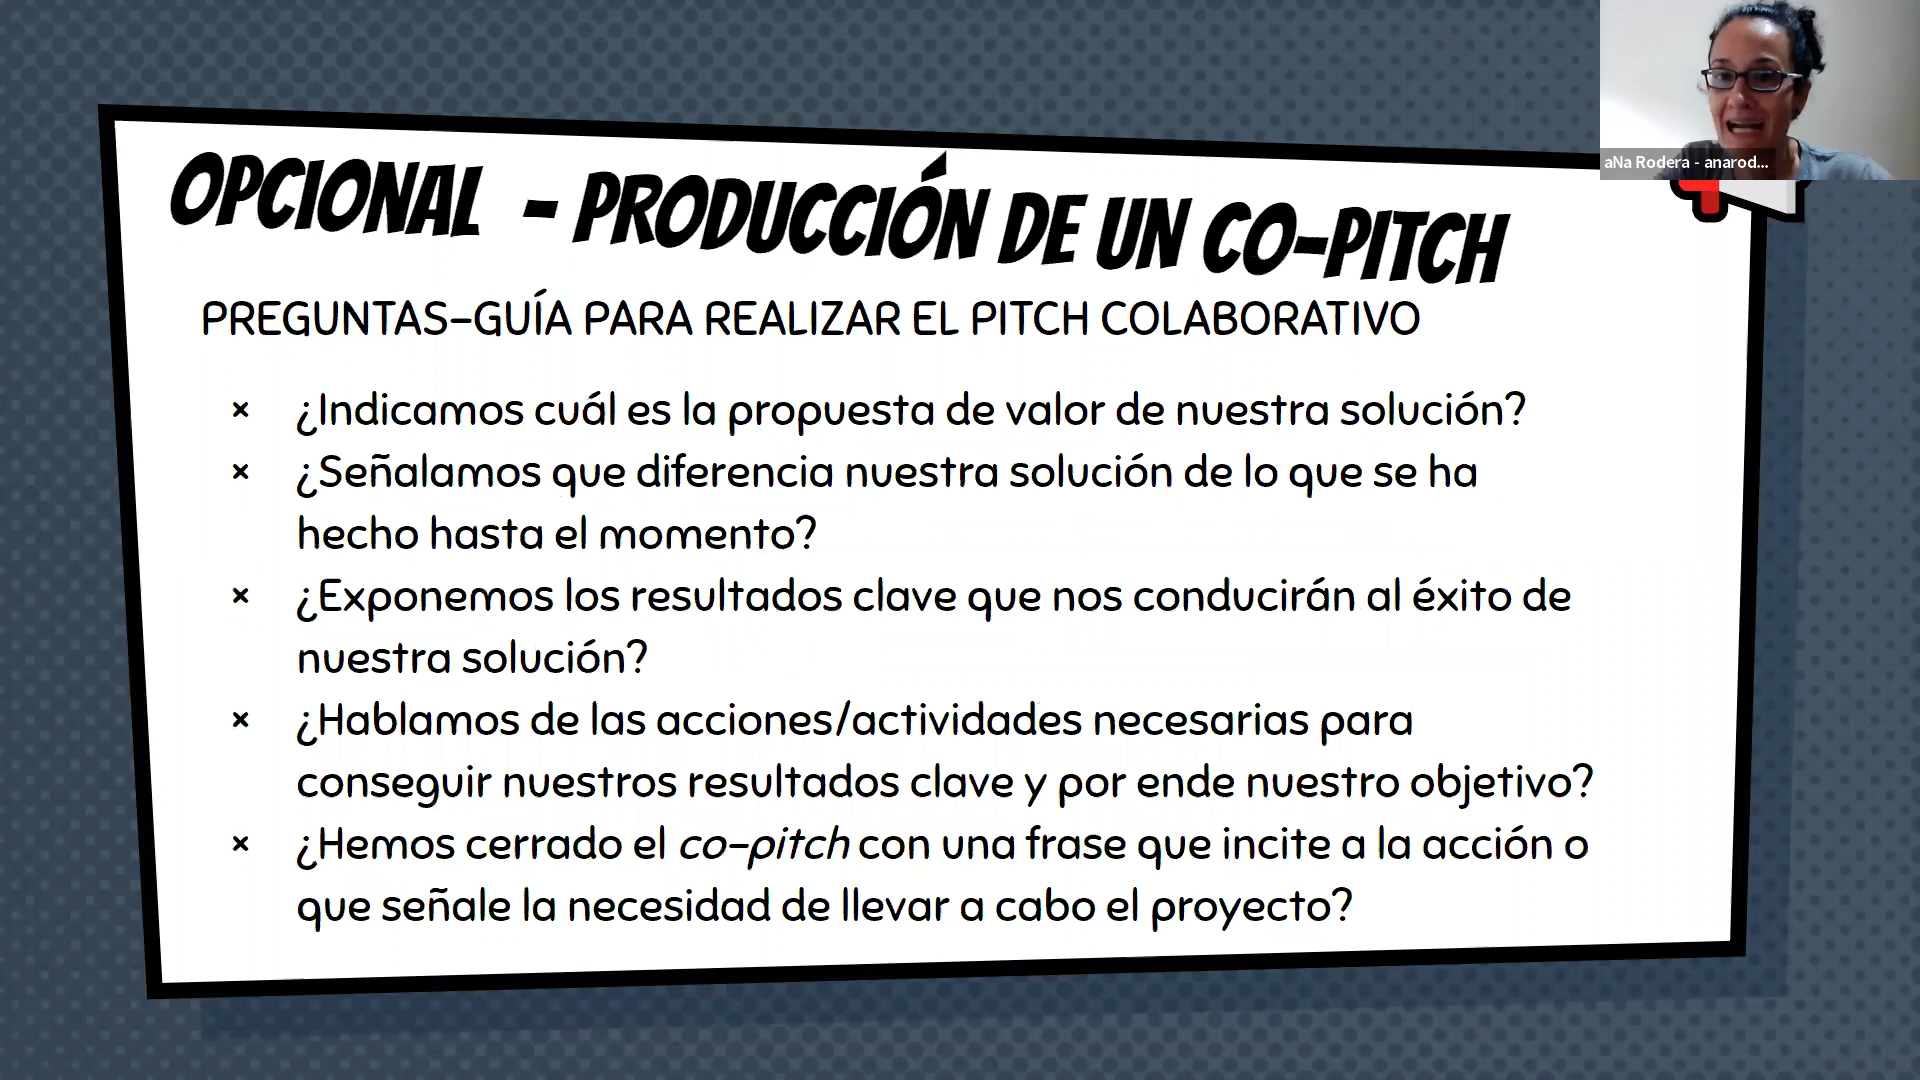 OPCIONAL - PRODUCCIÓN DE UN CO-PITCH
PREGUNTAS-GUÍA PARA REALIZAR EL PITCH COLABORATIVO
× ¿Indicamos cuál es la propuesta de valor de nuestra solución?
× ¿Señalamos que diferencia nuestra solución de lo que se ha
hecho hasta el momento?
× ¿Exponemos los resultados clave que nos conducirán al éxito de
nuestra solución?
× ¿Hablamos de las acciones/actividades necesarias para
conseguir nuestros resultados clave y por ende nuestro objetivo?
× ¿Hemos cerrado el co-pitch con una frase que incite a la acción o
que señale la necesidad de llevar a cabo el proyecto?
aNa Rodera - anarod...